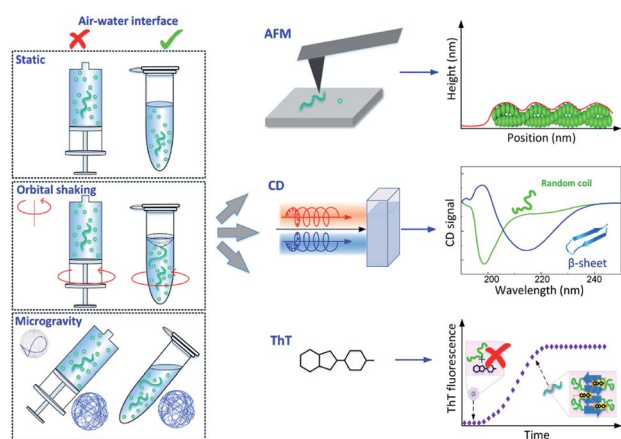 Air-water interface
Static
Orbital shaking
Microgravity
AFM
Height (nm)
Position (nm)
CD
CD signal
Random coil
β-sheet
200
220
240
Wavelength (nm)
ThT
ThT fluorescence
Time